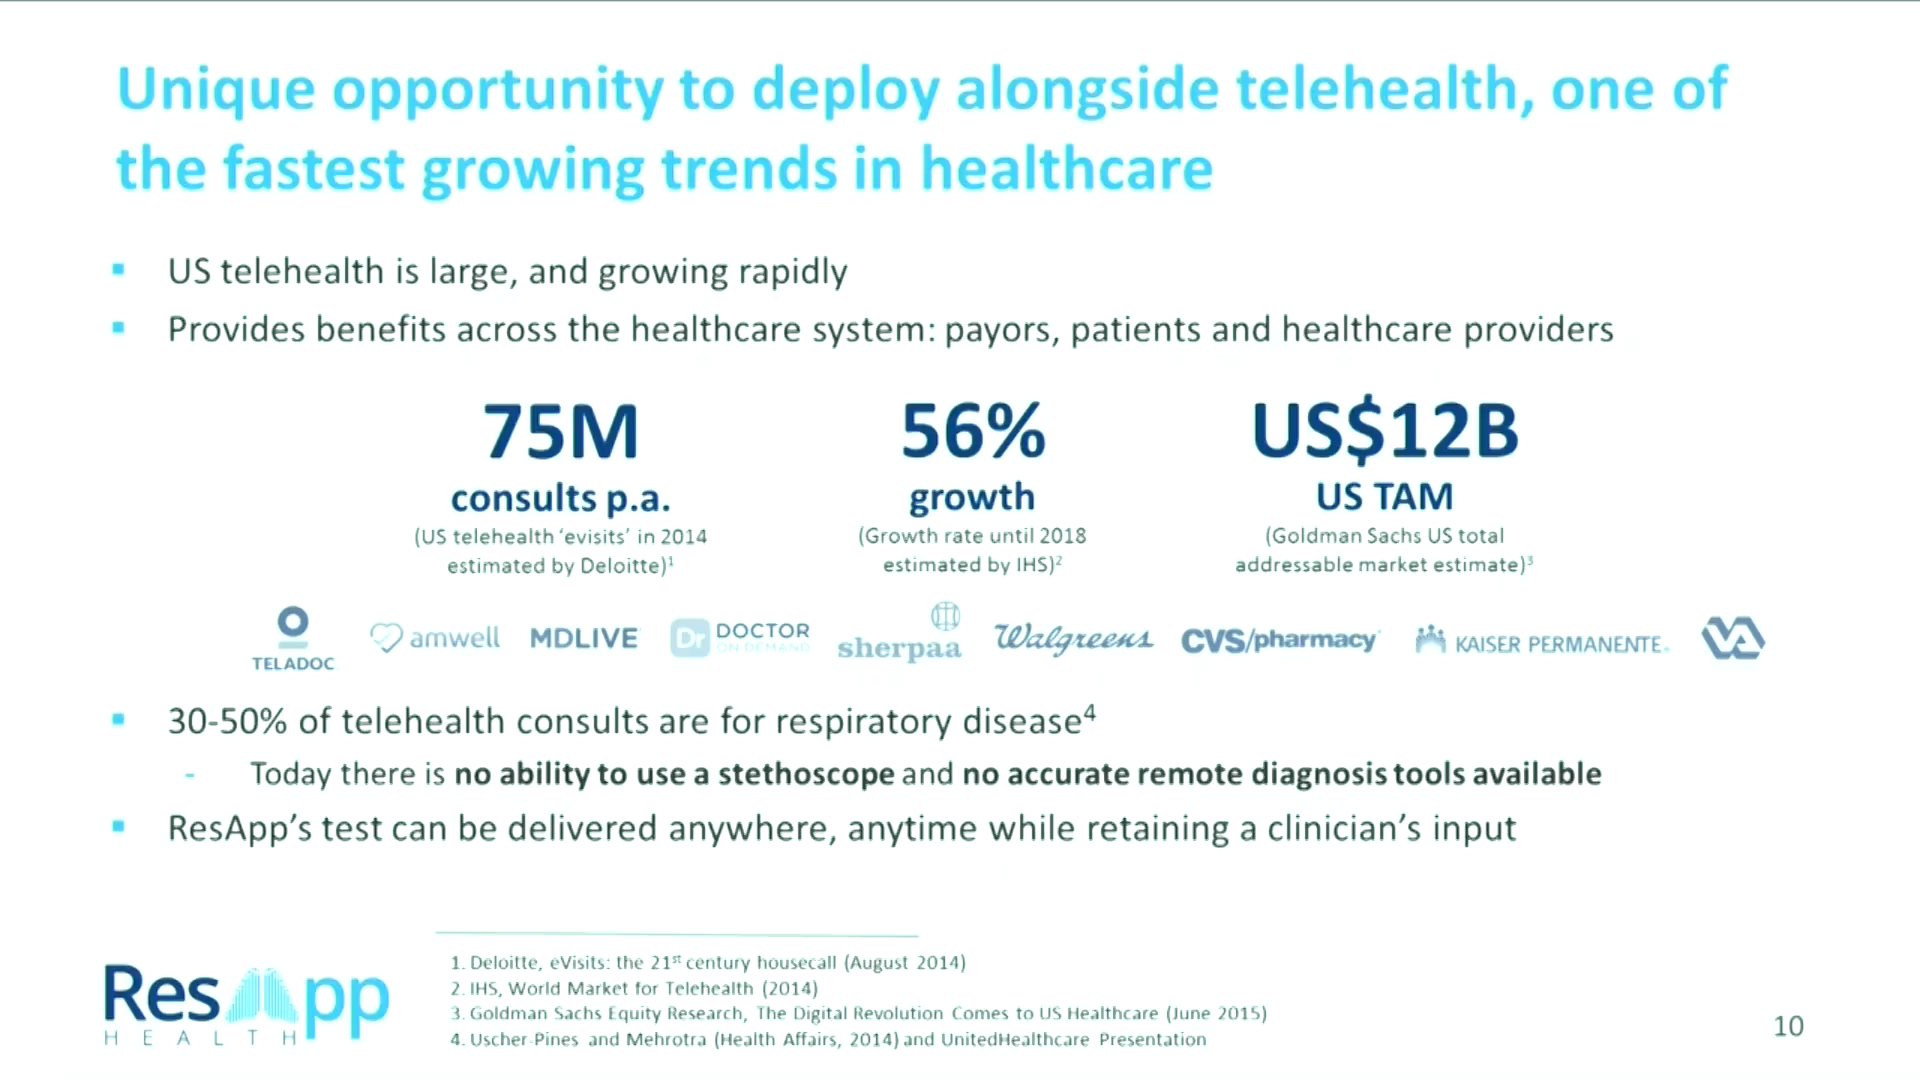 Unique opportunity to deploy alongside telehealth, one of
the fastest growing trends in healthcare
▪ US telehealth is large, and growing rapidly
▪ Provides benefits across the healthcare system: payors, patients and healthcare providers
75M
consults p.a.
(US telehealth ‘evisits’ in 2014
estimated by Deloitte)¹
56%
growth
(Growth rate until 2018
estimated by IHS)²
US$12B
US TAM
(Goldman Sachs US total
addressable market estimate)³
TELADOC
amwell
MDLIVE
Dr DOCTOR
ON DEMAND
sherpaa
Walgreens
CVS/pharmacy
KAISER PERMANENTE.
VA
▪ 30-50% of telehealth consults are for respiratory disease⁴
- Today there is no ability to use a stethoscope and no accurate remote diagnosis tools available
▪ ResApp’s test can be delivered anywhere, anytime while retaining a clinician’s input
ResApp
HEALTH
1. Deloitte, eVisits: the 21st century housecall (August 2014)
2. IHS, World Market for Telehealth (2014)
3. Goldman Sachs Equity Research, The Digital Revolution Comes to US Healthcare (June 2015)
4. Uscher-Pines and Mehrotra (Health Affairs, 2014) and UnitedHealthcare Presentation
10